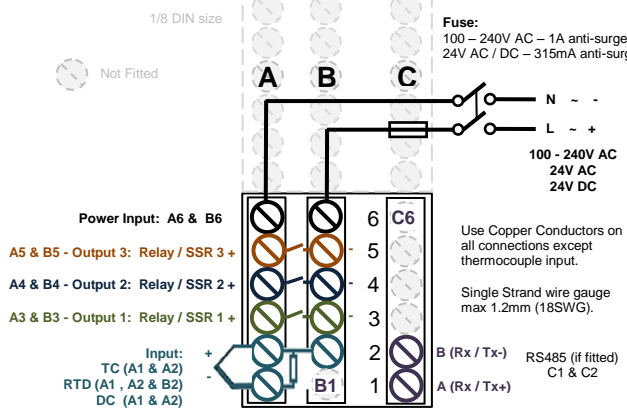 1/8 DIN size
Fuse:
100 – 240V AC – 1A anti-surge
24V AC / DC – 315mA anti-surg
Not Fitted
A B C
N ~ -
L ~ +
100 - 240V AC
24V AC
24V DC
Power Input: A6 & B6
6 C6
Use Copper Conductors on
all connections except
thermocouple input.
A5 & B5 - Output 3: Relay / SSR 3 + - 5
A4 & B4 - Output 2: Relay / SSR 2 + - 4
Single Strand wire gauge
max 1.2mm (18SWG).
A3 & B3 - Output 1: Relay / SSR 1 + - 3
Input: + 2 B (Rx / Tx-)
TC (A1 & A2)
RTD (A1 , A2 & B2) -
DC (A1 & A2)
B1 1 A (Rx / Tx+)
RS485 (if fitted)
C1 & C2